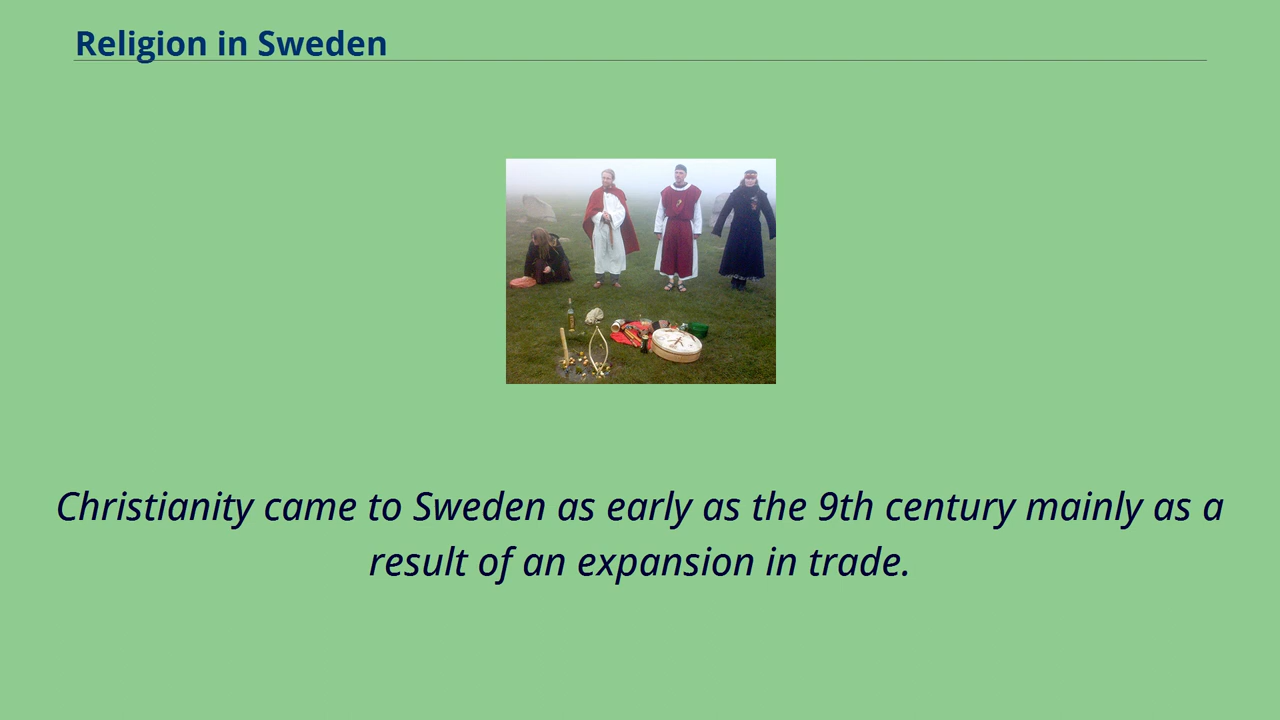 Religion in Sweden
Christianity came to Sweden as early as the 9th century mainly as a
result of an expansion in trade.